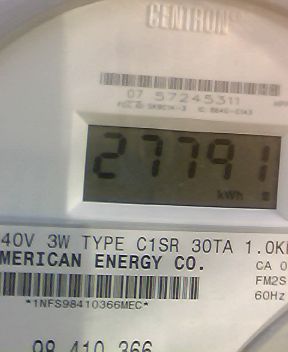 CENTRON
07 57245311
27791
kWh
40V 3W TYPE C1SR 30TA 1.0K
MERICAN ENERGY CO.
CA 0
FM2S
60Hz
*1NFS98410366MEC*
98 410 366